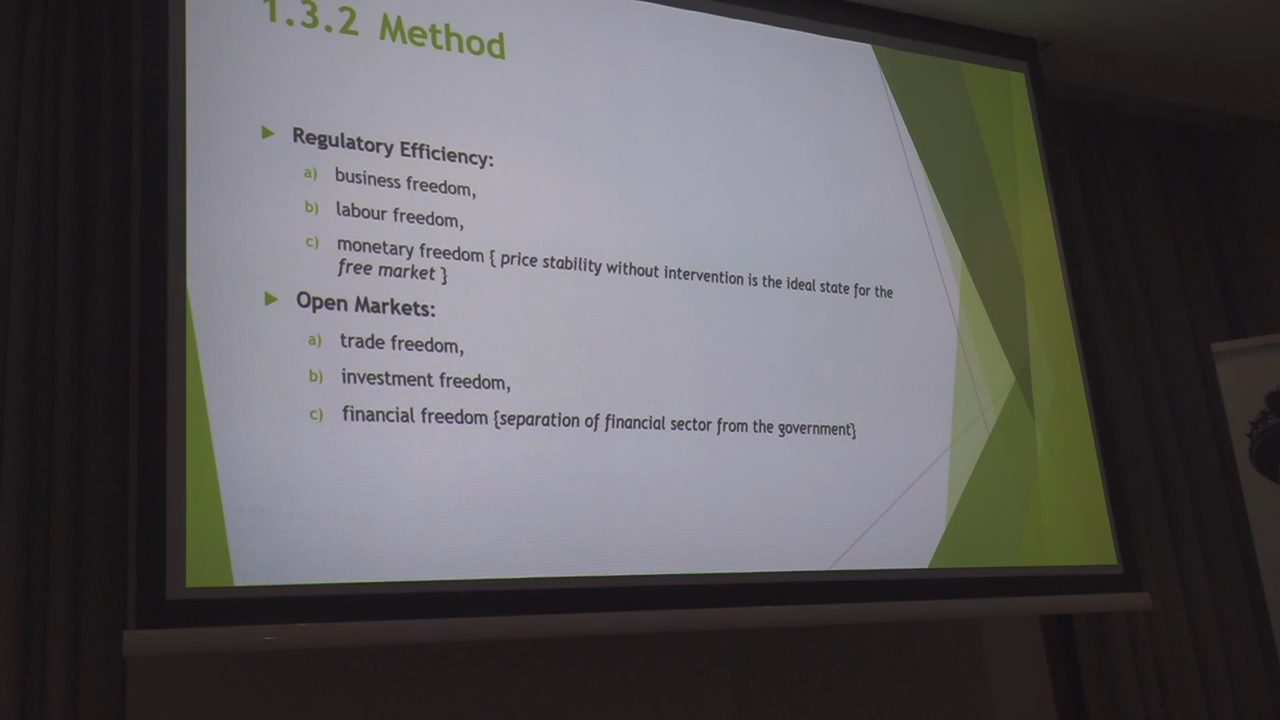 1.3.2 Method
Regulatory Efficiency:
a) business freedom,
b) labour freedom,
c) monetary freedom { price stability without intervention is the ideal state for the
free market }
Open Markets:
a) trade freedom,
b) investment freedom,
c) financial freedom {separation of financial sector from the government}